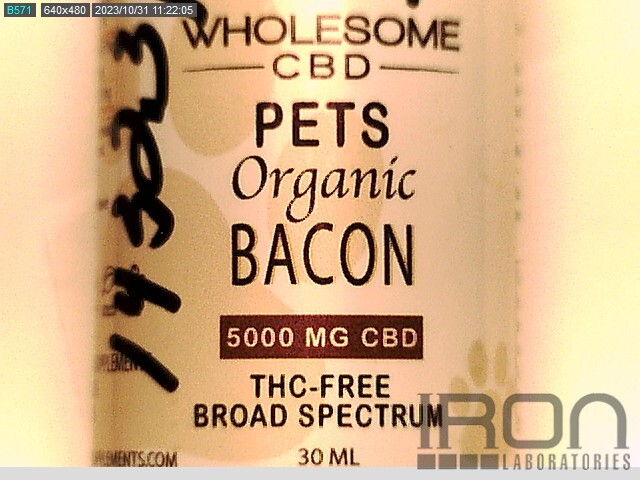 B571 640x480 2023/10/31 11:22:05
WHOLESOME
CBD
PETS
Organic
BACON
5000 MG CBD
THC-FREE
BROAD SPECTRUM
30 ML
IRON
LABORATORIES